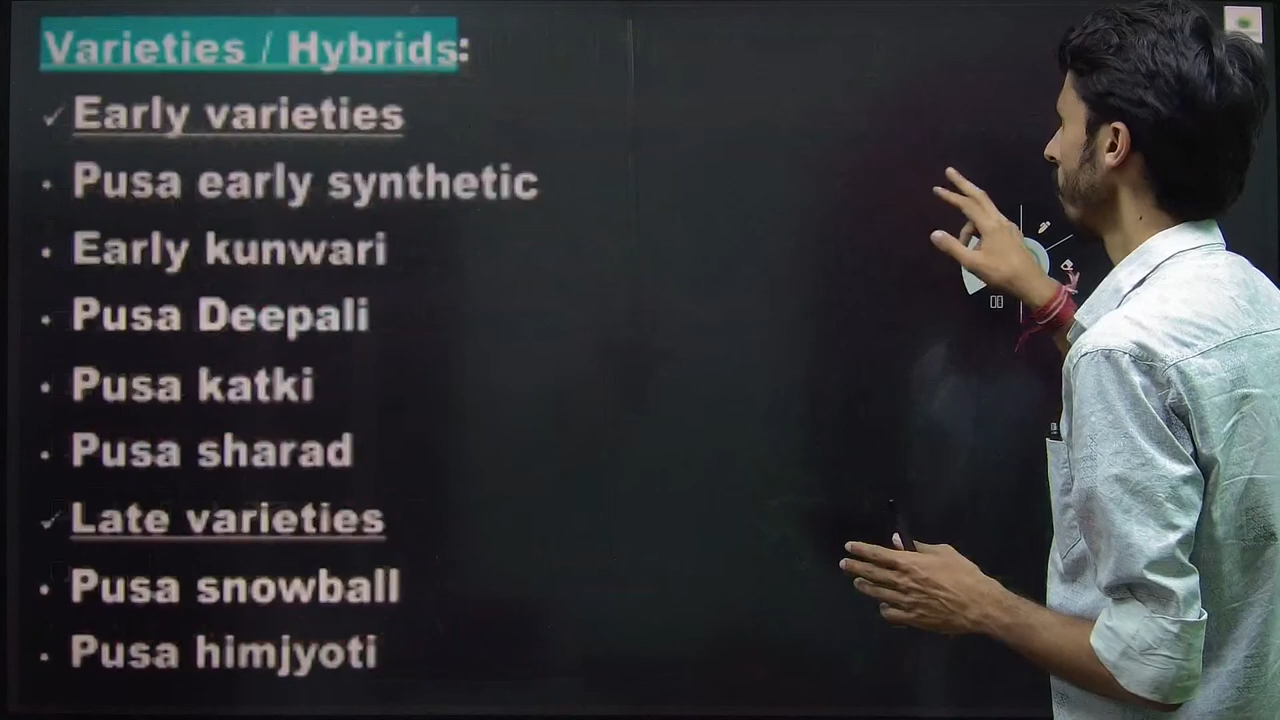 Varieties / Hybrids:
✓ Early varieties
• Pusa early synthetic
• Early kunwari
• Pusa Deepali
• Pusa katki
• Pusa sharad
✓ Late varieties
• Pusa snowball
• Pusa himjyoti